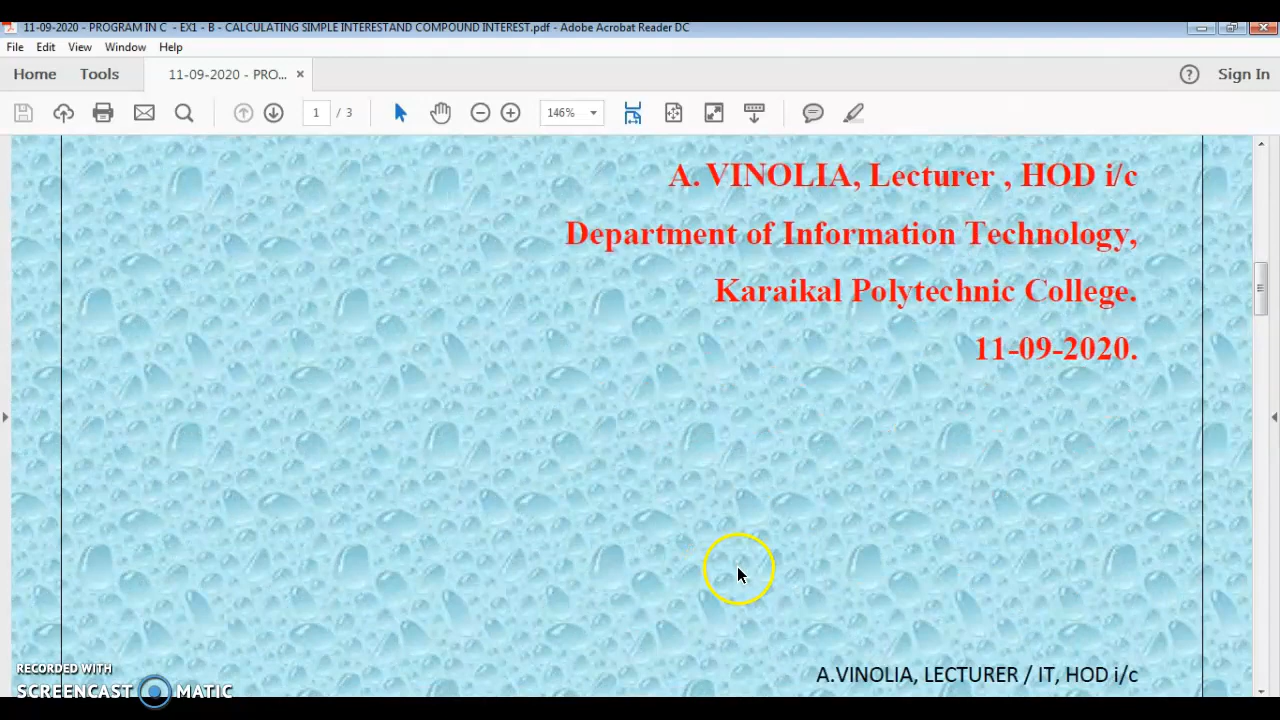 11-09-2020 - PROGRAM IN C - EX1 - B - CALCULATING SIMPLE INTERESTAND COMPOUND INTEREST.pdf - Adobe Acrobat Reader DC
File Edit View Window Help
Home Tools 11-09-2020 - PRO... × ? Sign In
1 / 3 146%
A. VINOLIA, Lecturer , HOD i/c
Department of Information Technology,
Karaikal Polytechnic College.
11-09-2020.
A.VINOLIA, LECTURER / IT, HOD i/c
RECORDED WITH
SCREENCAST MATIC